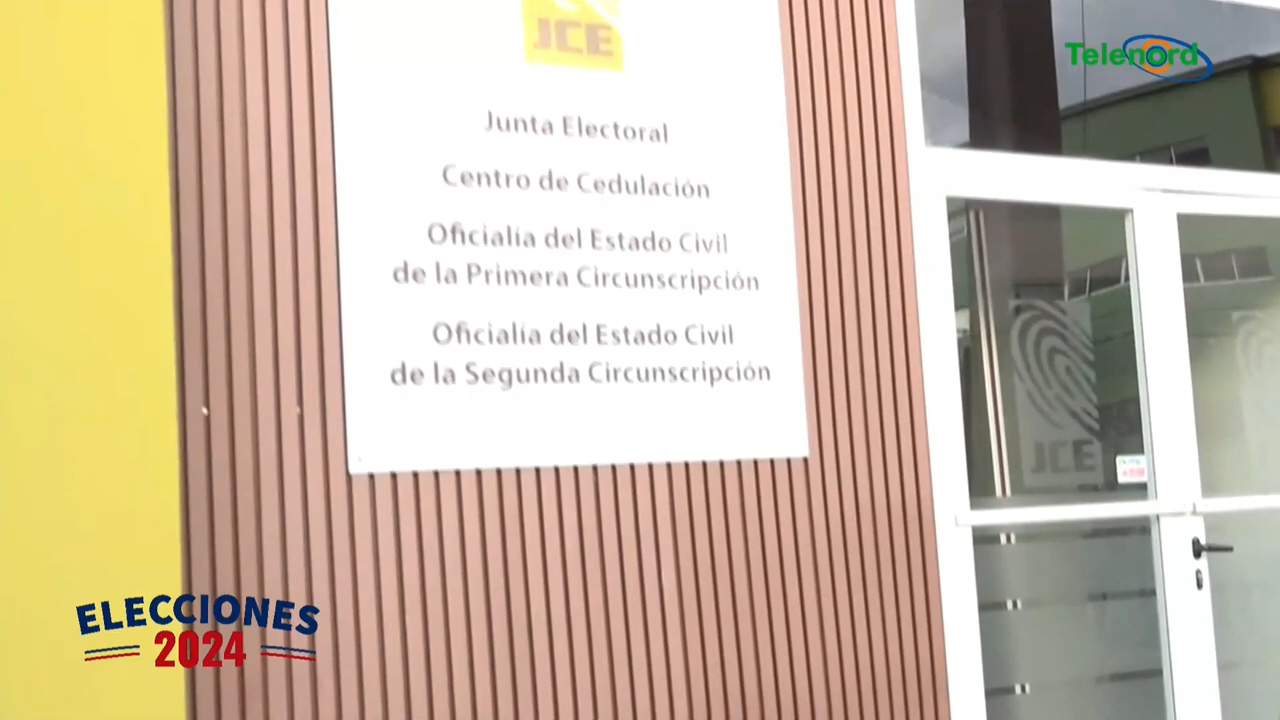 JCE
Telenord
Junta Electoral
Centro de Cedulación
Oficialía del Estado Civil
de la Primera Circunscripción
Oficialía del Estado Civil
de la Segunda Circunscripción
JCE
ELECCIONES
2024